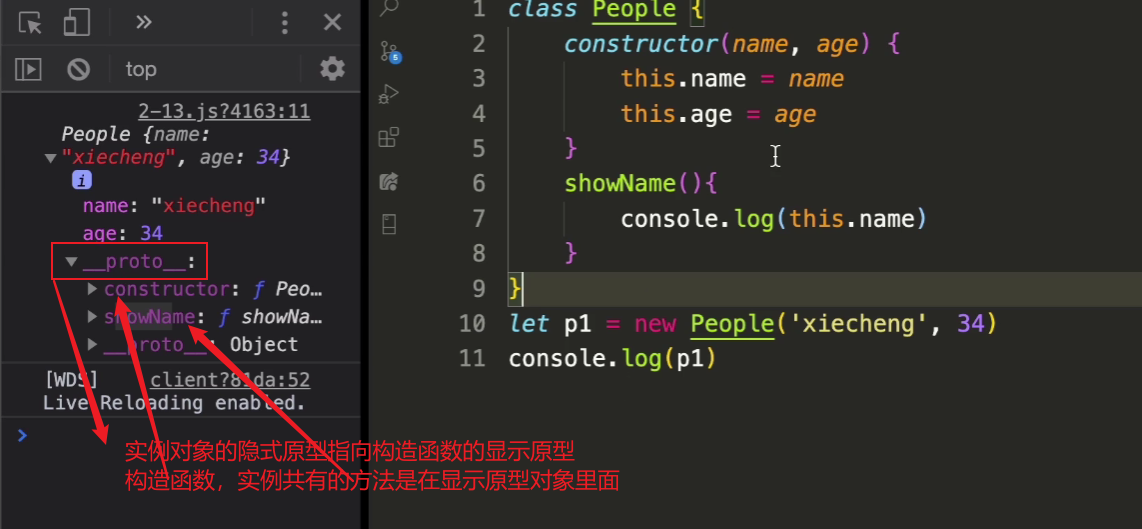 top
2-13.js?4163:11
People {name:
"xiecheng", age: 34}
i
name: "xiecheng"
age: 34
__proto__:
constructor: ƒ Peo…
showName: ƒ showNa…
__proto__: Object
[WDS] client?81da:52
Live Reloading enabled.
5
1 class People {
2 constructor(name, age) {
3 this.name = name
4 this.age = age
5 }
6 showName(){
7 console.log(this.name)
8 }
9 }
10 let p1 = new People('xiecheng', 34)
11 console.log(p1)
实例对象的隐式原型指向构造函数的显示原型
构造函数，实例共有的方法是在显示原型对象里面